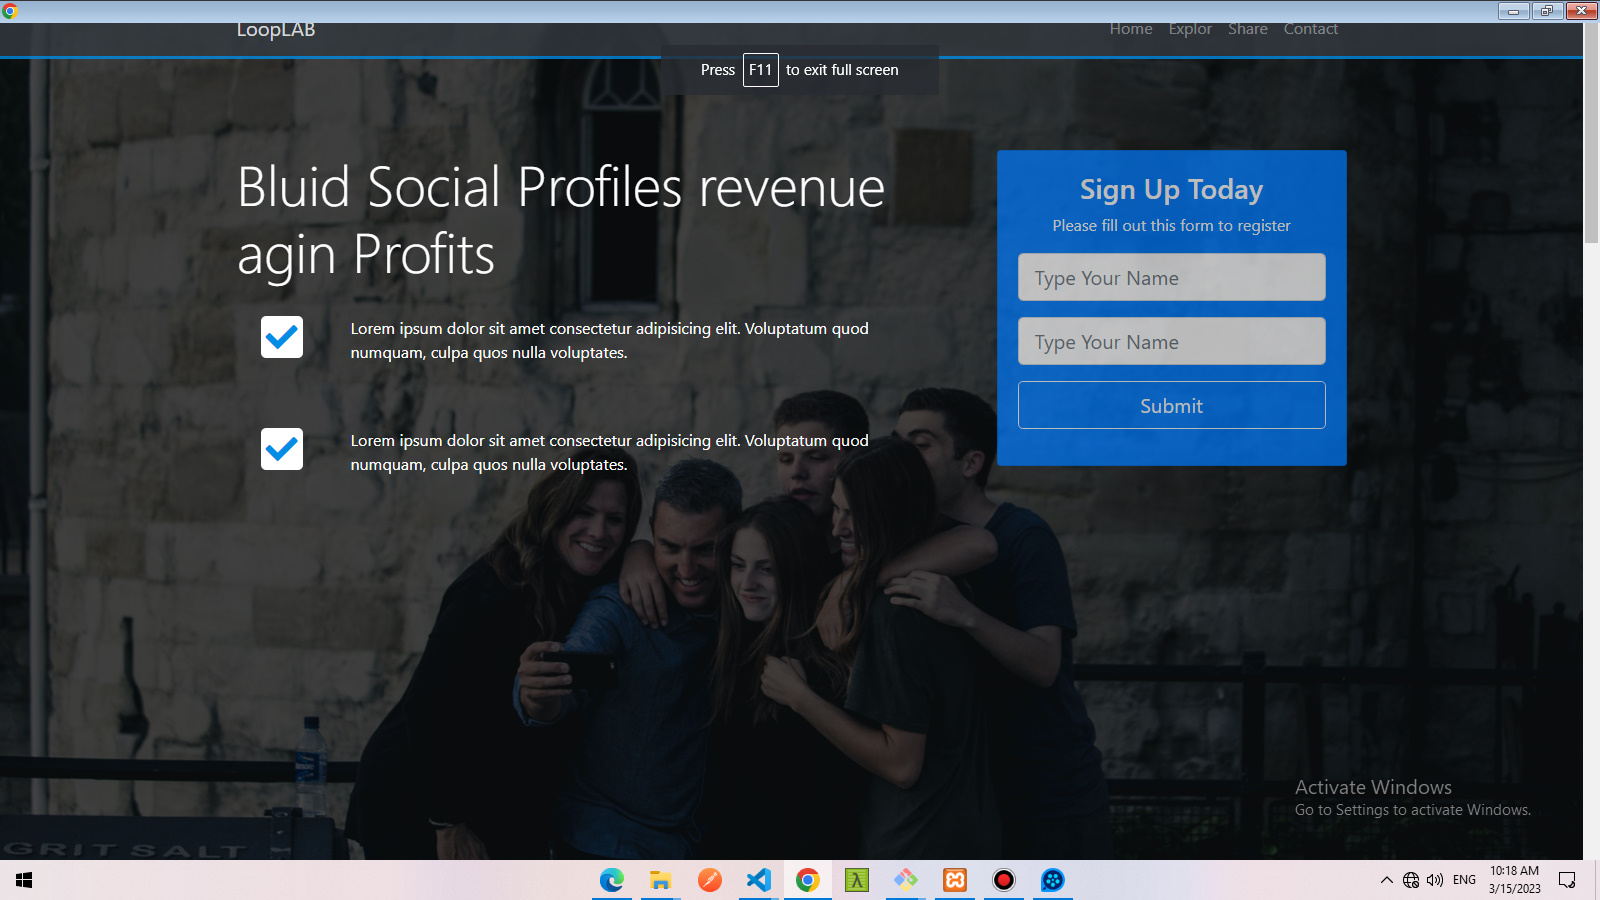 LoopLAB
Home Explor Share Contact
Press F11 to exit full screen
Bluid Social Profiles revenue
agin Profits
Lorem ipsum dolor sit amet consectetur adipisicing elit. Voluptatum quod
numquam, culpa quos nulla voluptates.
Lorem ipsum dolor sit amet consectetur adipisicing elit. Voluptatum quod
numquam, culpa quos nulla voluptates.
Sign Up Today
Please fill out this form to register
Type Your Name
Type Your Name
Submit
GRIT SALT
Activate Windows
Go to Settings to activate Windows.
ENG
10:18 AM
3/15/2023